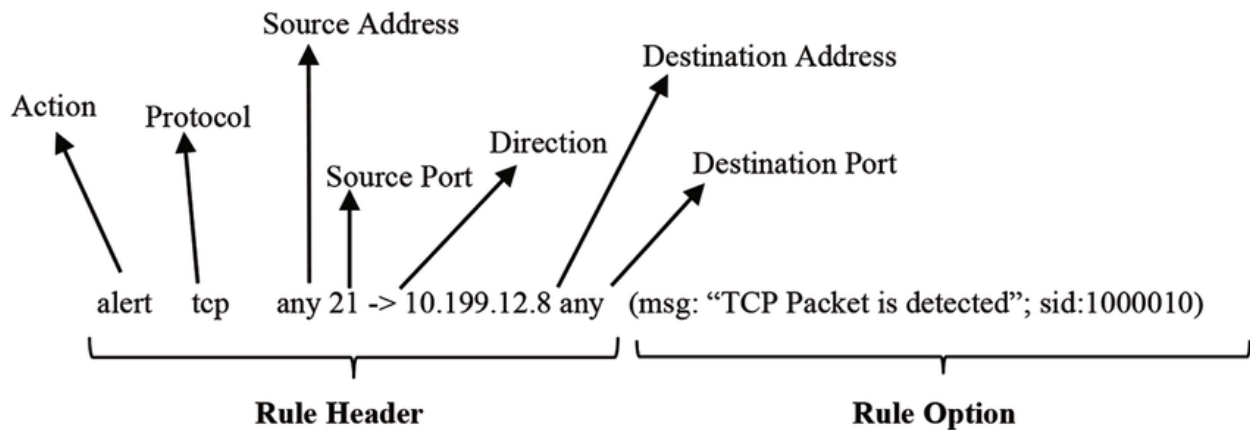 Source Address
Destination Address
Action
Protocol
Direction
Destination Port
Source Port
alert tcp any 21 -> 10.199.12.8 any (msg: “TCP Packet is detected”; sid:1000010)
Rule Header Rule Option